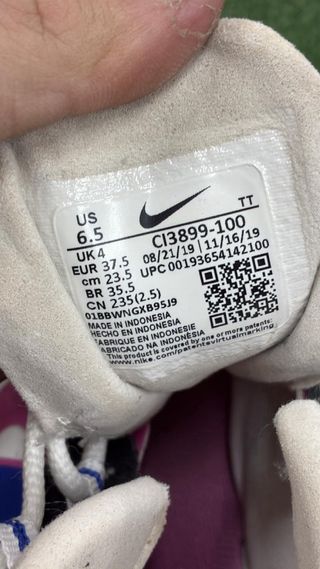 US
6.5
UK 4
EUR 37.5
cm 23.5
BR 35.5
CN 235(2.5)
TT
CI3899-100
08/21/19 | 11/16/19
UPC 00193654142100
01BBWNGXB95J9
MADE IN INDONESIA
HECHO EN INDONESIA
FABRIQUE EN INDONESIE
FABRICADO NA INDONESIA
This product is covered by one or more patents:
www.nike.com/patentsvirtualmarking